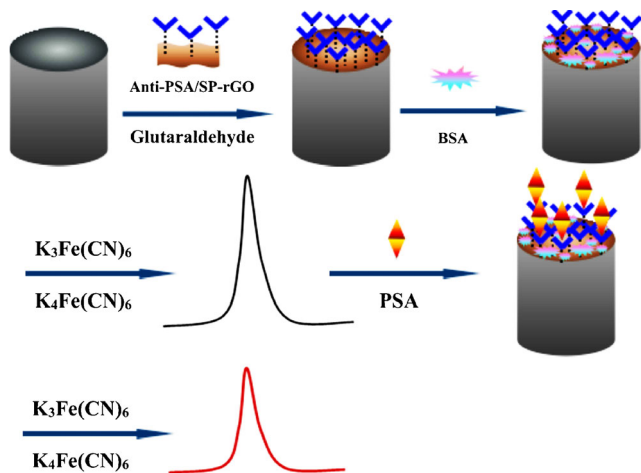 Anti-PSA/SP-rGO
Glutaraldehyde
BSA
K₃Fe(CN)₆
K₄Fe(CN)₆
PSA
K₃Fe(CN)₆
K₄Fe(CN)₆